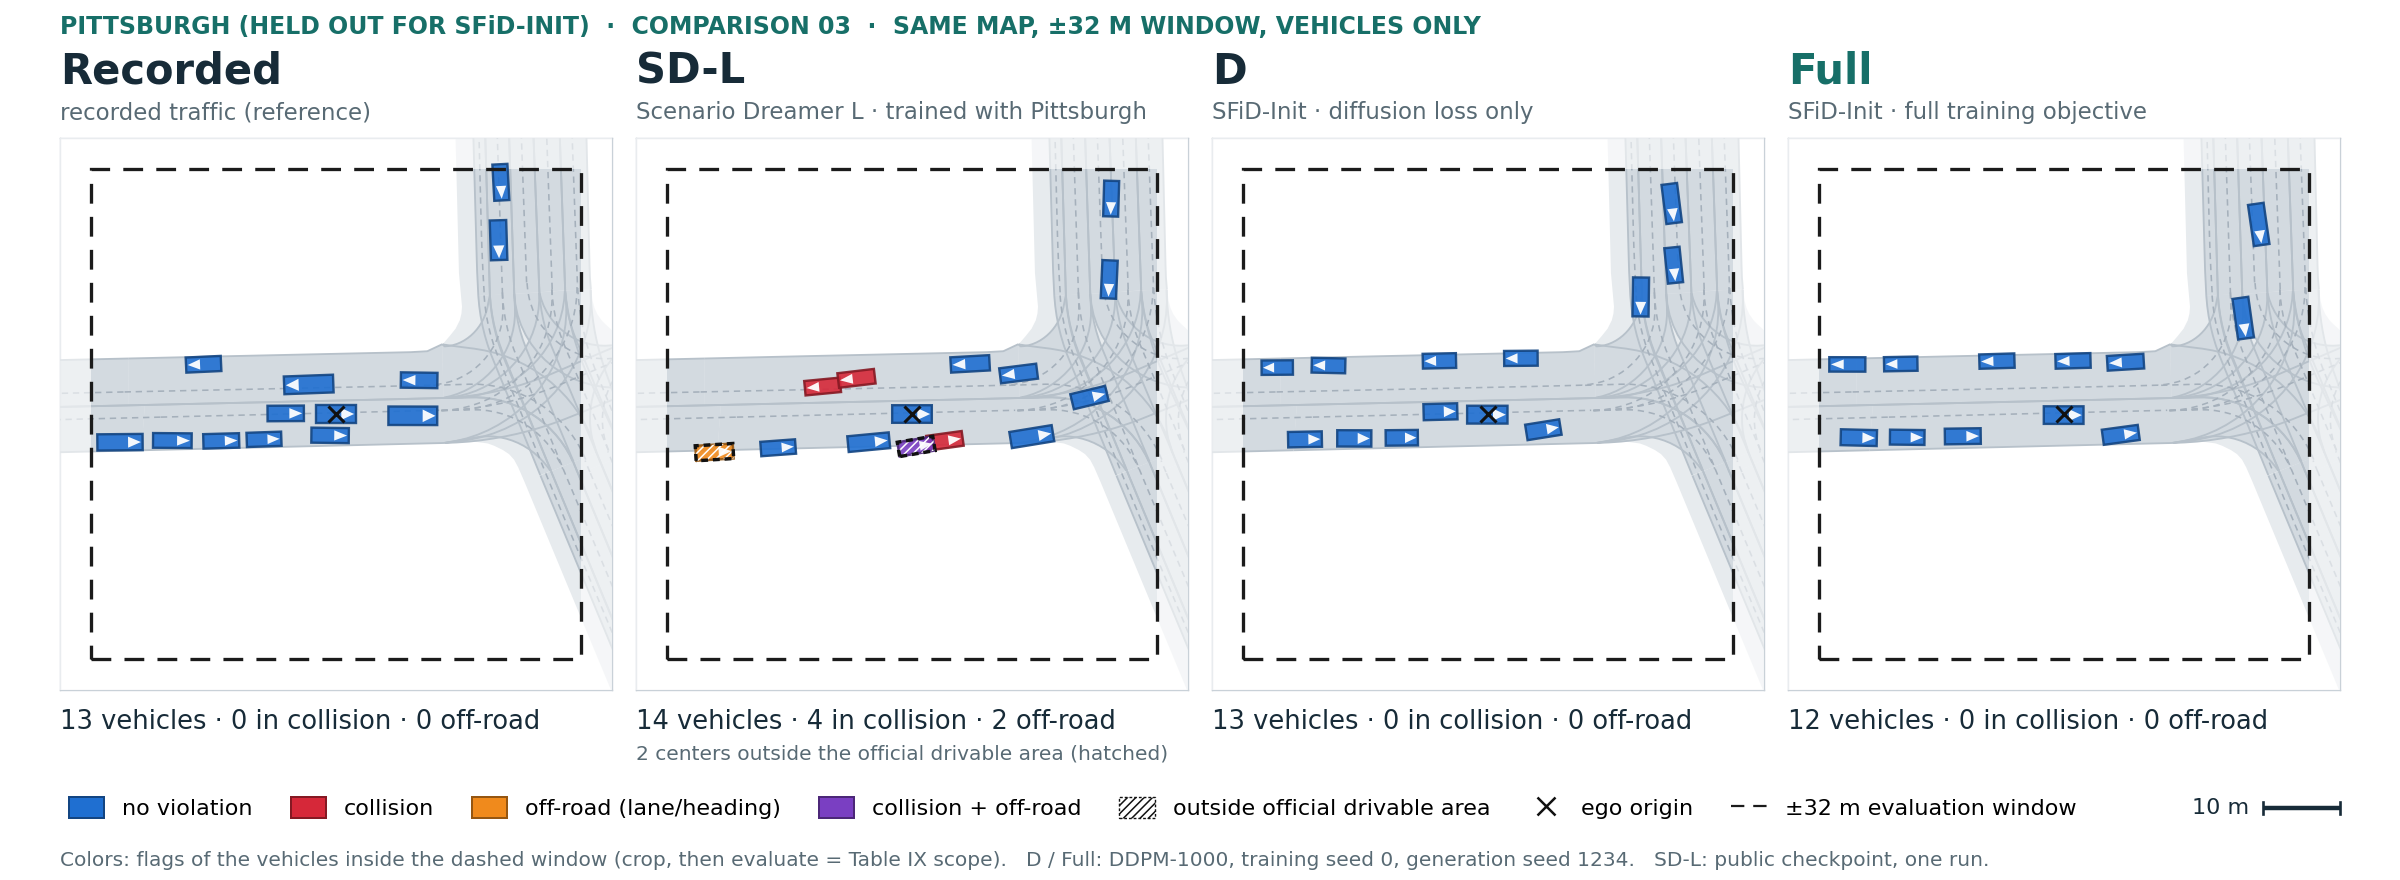 PITTSBURGH (HELD OUT FOR SFiD-INIT) · COMPARISON 03 · SAME MAP, ±32 M WINDOW, VEHICLES ONLY
Recorded
recorded traffic (reference)
SD-L
Scenario Dreamer L · trained with Pittsburgh
D
SFiD-Init · diffusion loss only
Full
SFiD-Init · full training objective
13 vehicles · 0 in collision · 0 off-road
14 vehicles · 4 in collision · 2 off-road
2 centers outside the official drivable area (hatched)
13 vehicles · 0 in collision · 0 off-road
12 vehicles · 0 in collision · 0 off-road
no violation
collision
off-road (lane/heading)
collision + off-road
outside official drivable area
ego origin
±32 m evaluation window
10 m
Colors: flags of the vehicles inside the dashed window (crop, then evaluate = Table IX scope). D / Full: DDPM-1000, training seed 0, generation seed 1234. SD-L: public checkpoint, one run.